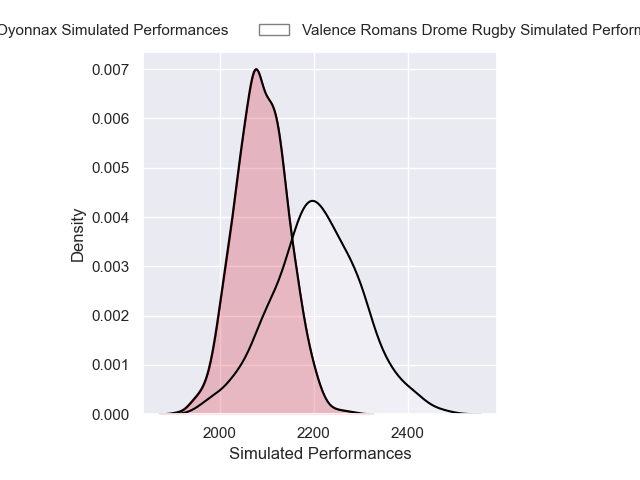 Oyonnax Simulated Performances Valence Romans Drome Rugby Simulated
0.007
0.006
0.005
0.004
0.003
0.002
0.001
0.000
Density
2000 2200 2400
Simulated Performances